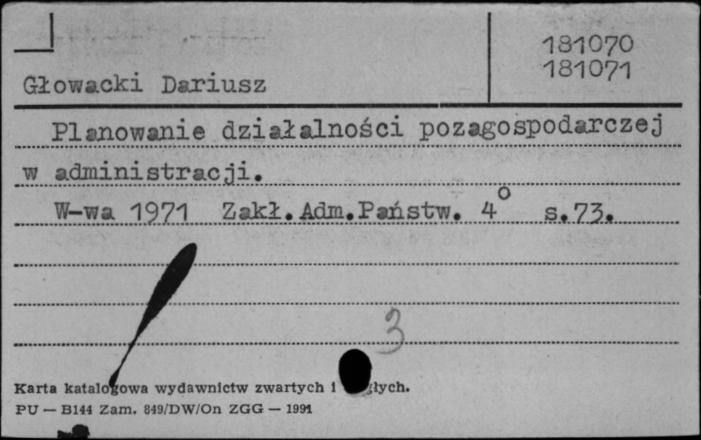 181070
181071
Głowacki Dariusz
Planowanie działalności pozagospodarczej
w administracji.
W-wa 1971 Zakł. Adm. Państw. 4° s. 73.
3
Karta katalogowa wydawnictw zwartych i
PU — B144 Zam. 849/DW/On ZGG — 1991